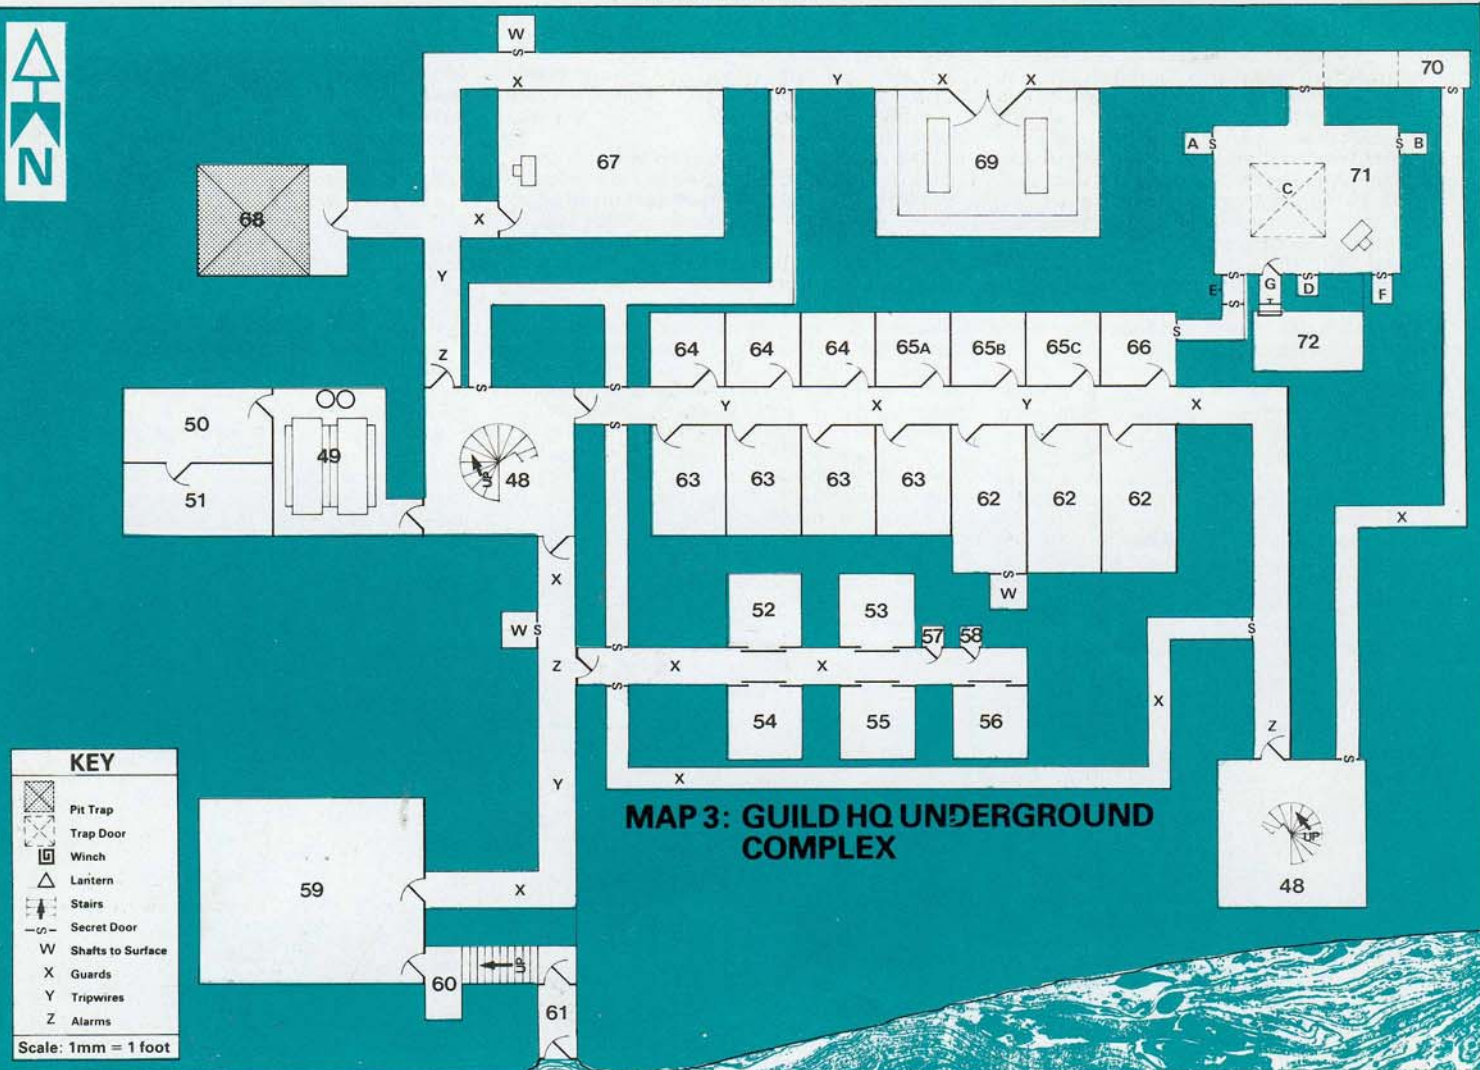 W
X
Y
X
X
70
N
A
S
S
B
67
69
71
C
68
X
Y
E
G
T
D
F
Z
64
64
64
65A
65B
65C
66
72
50
49
Y
X
Y
X
51
UP
48
63
63
63
63
62
62
62
X
X
W
52
53
W
S
57
58
Z
X
X
54
55
56
X
Z
Y
X
KEY
Pit Trap
Trap Door
Winch
Lantern
Stairs
-S- Secret Door
W Shafts to Surface
X Guards
Y Tripwires
Z Alarms
Scale: 1mm = 1 foot
MAP 3: GUILD HQ UNDERGROUND
COMPLEX
UP
48
59
X
UP
60
61